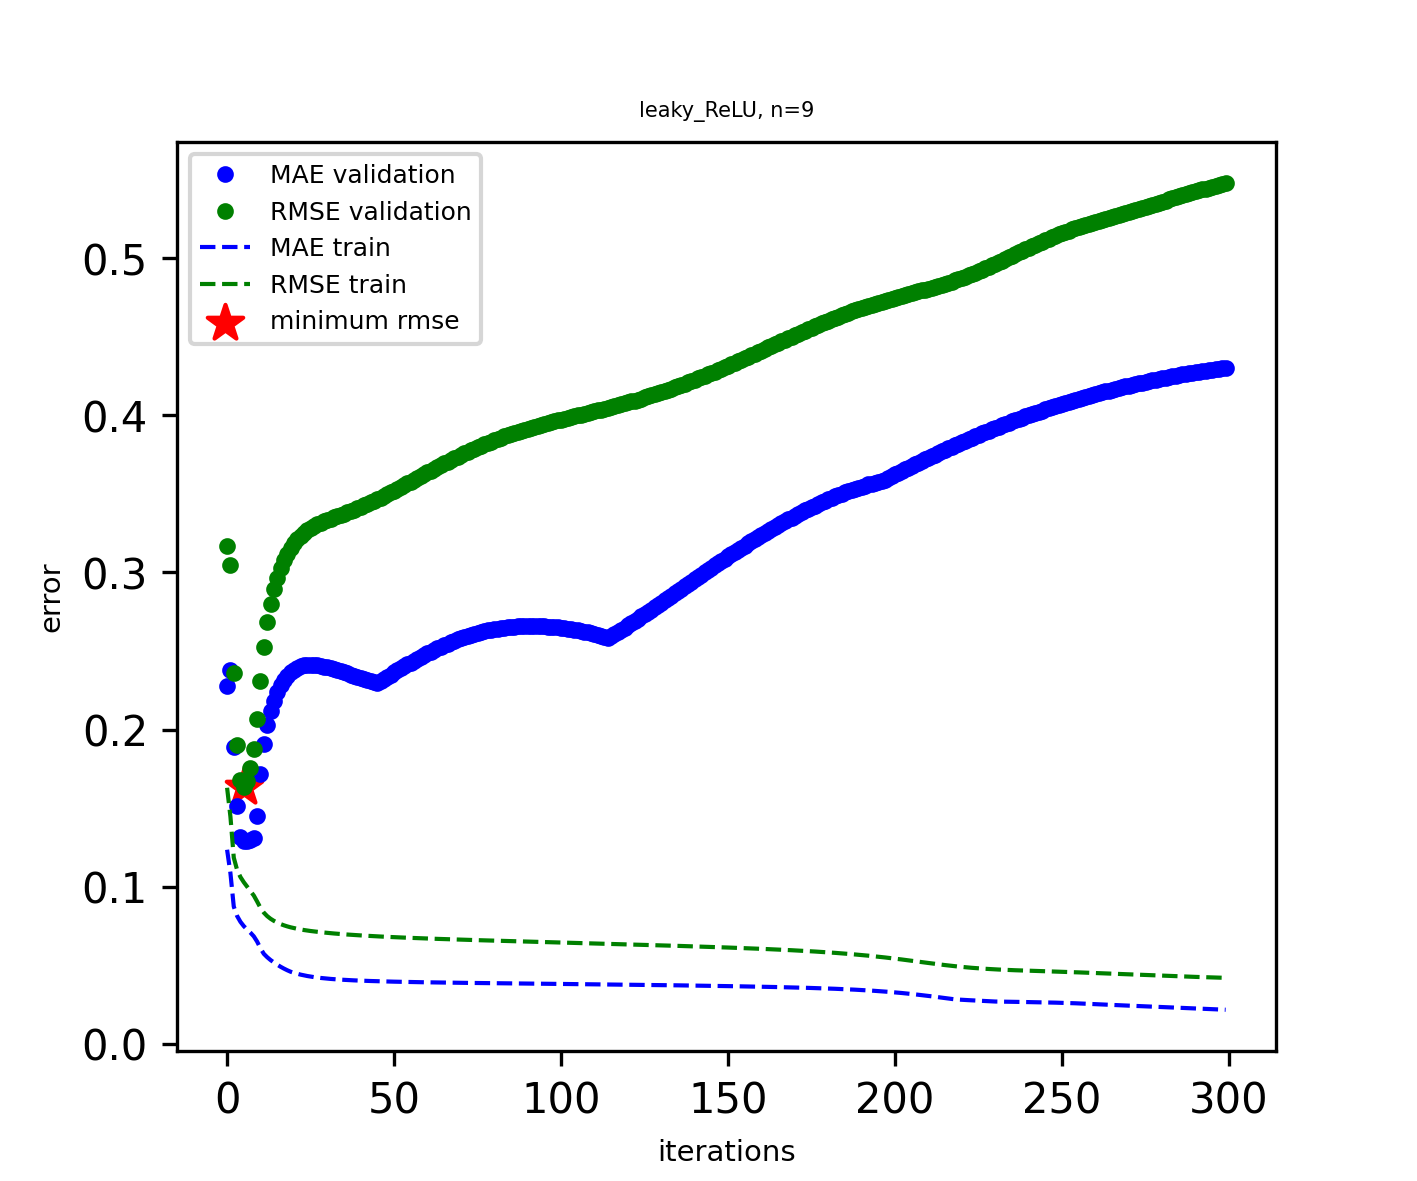 leaky_ReLU, n=9
MAE validation
RMSE validation
MAE train
RMSE train
minimum rmse
error
0.5
0.4
0.3
0.2
0.1
0.0
0 50 100 150 200 250 300
iterations